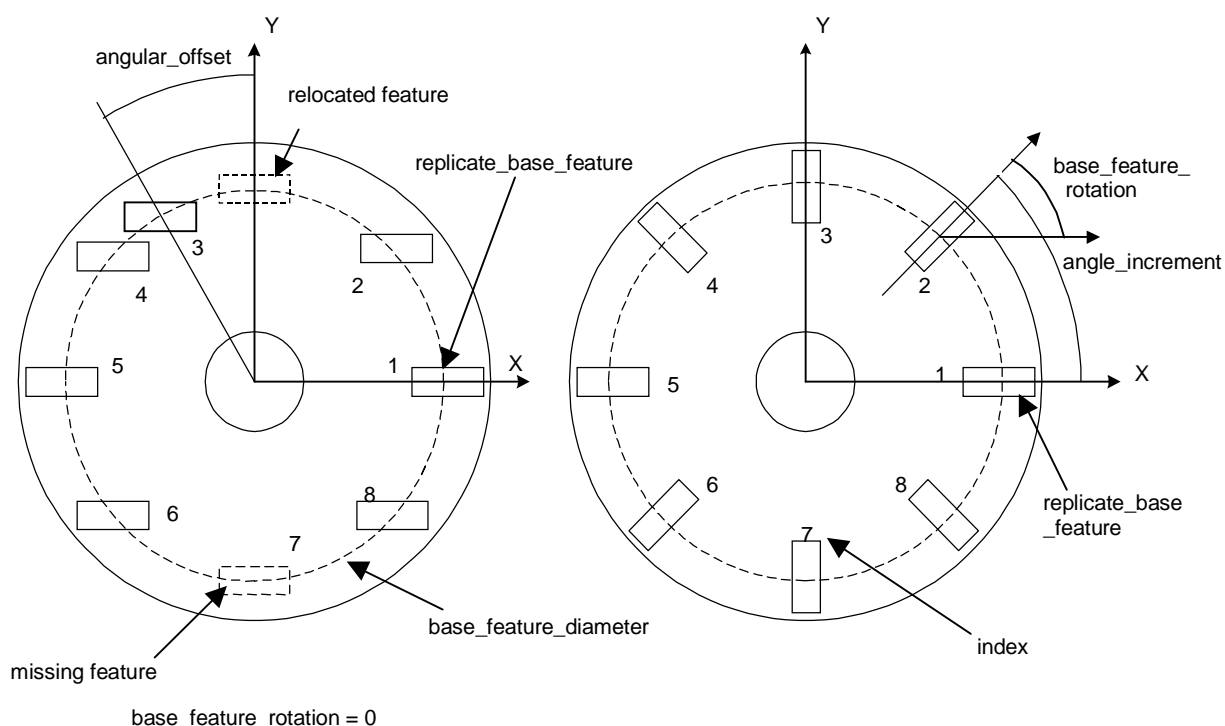 Y
angular_offset
relocated feature
replicate_base_feature
3
2
4
5
1
X
6
8
7
base_feature_diameter
missing feature
base_feature_rotation = 0
Y
base_feature_
rotation
angle_increment
3
2
4
5
1
X
6
8
7
replicate_base
_feature
index